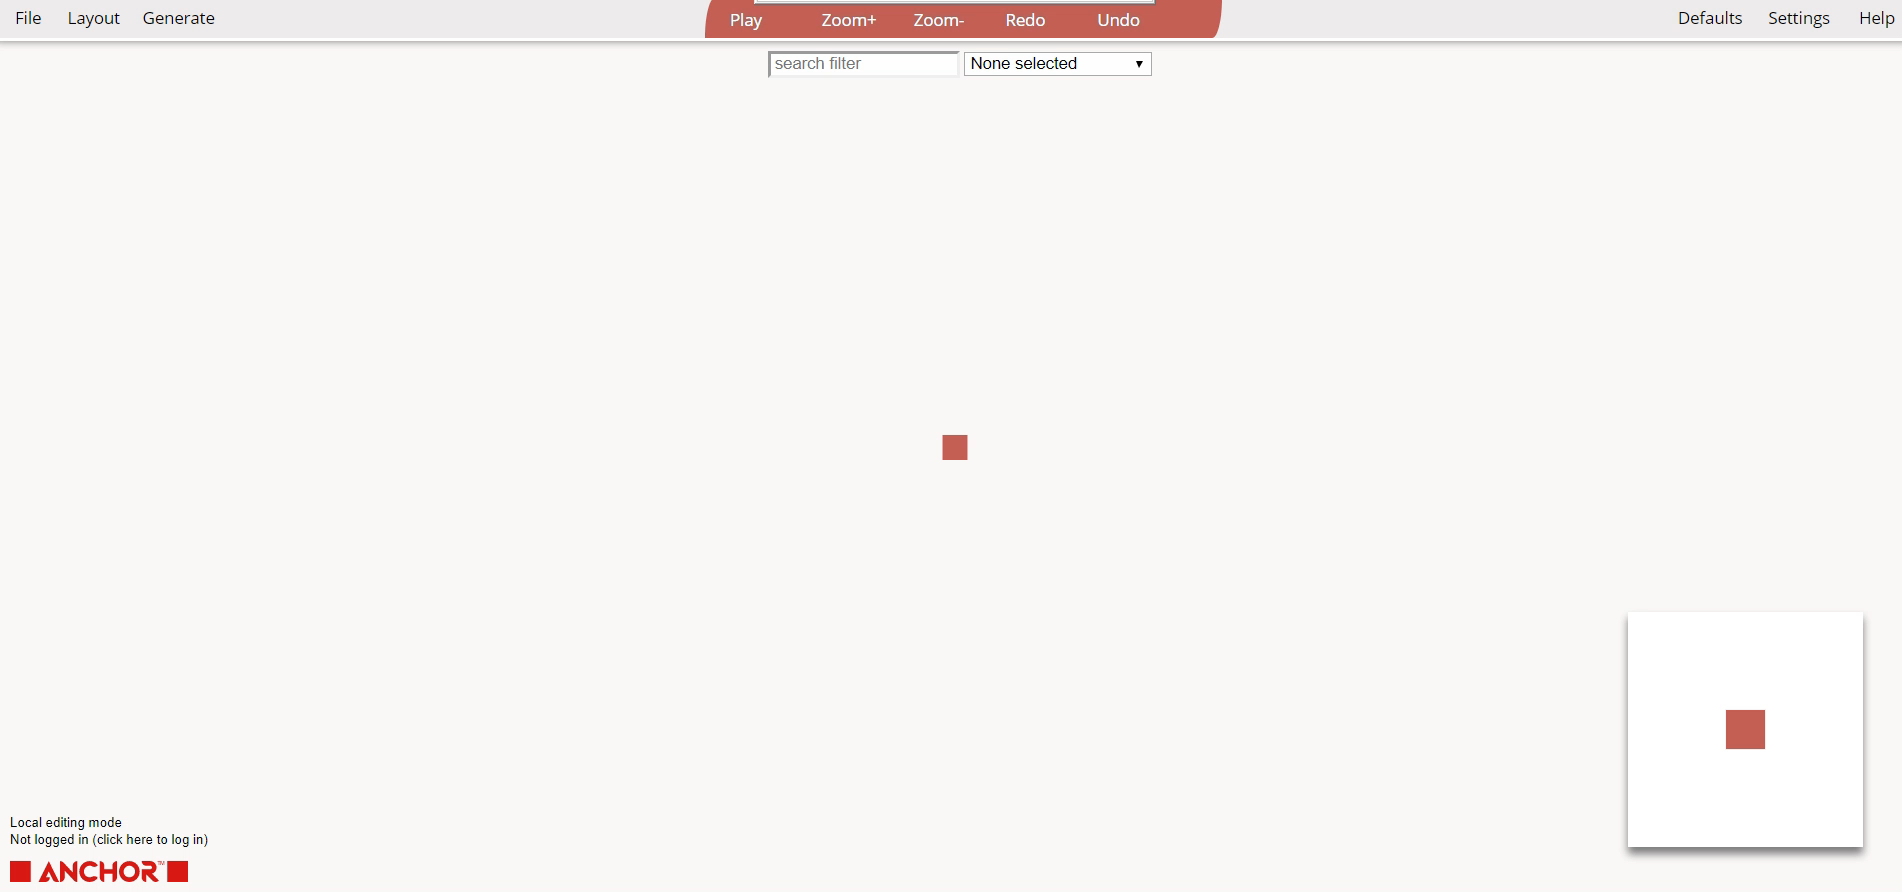 File Layout Generate Play Zoom+ Zoom- Redo Undo Defaults Settings Help
search filter None selected
Local editing mode
Not logged in (click here to log in)
ANCHOR™